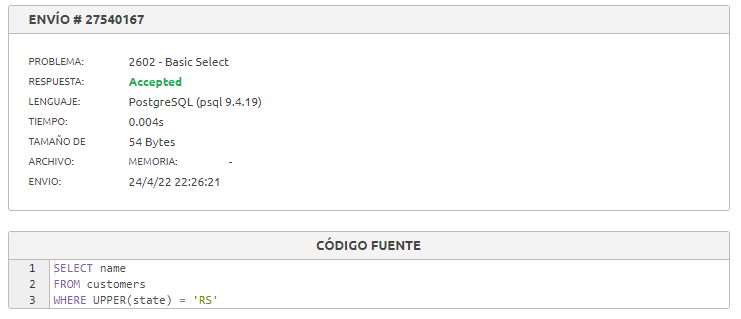 ENVÍO # 27540167
PROBLEMA: 2602 - Basic Select
RESPUESTA: Accepted
LENGUAJE: PostgreSQL (psql 9.4.19)
TIEMPO: 0.004s
TAMAÑO DE 54 Bytes
ARCHIVO: MEMORIA: -
ENVIO: 24/4/22 22:26:21
CÓDIGO FUENTE
1 SELECT name
2 FROM customers
3 WHERE UPPER(state) = 'RS'